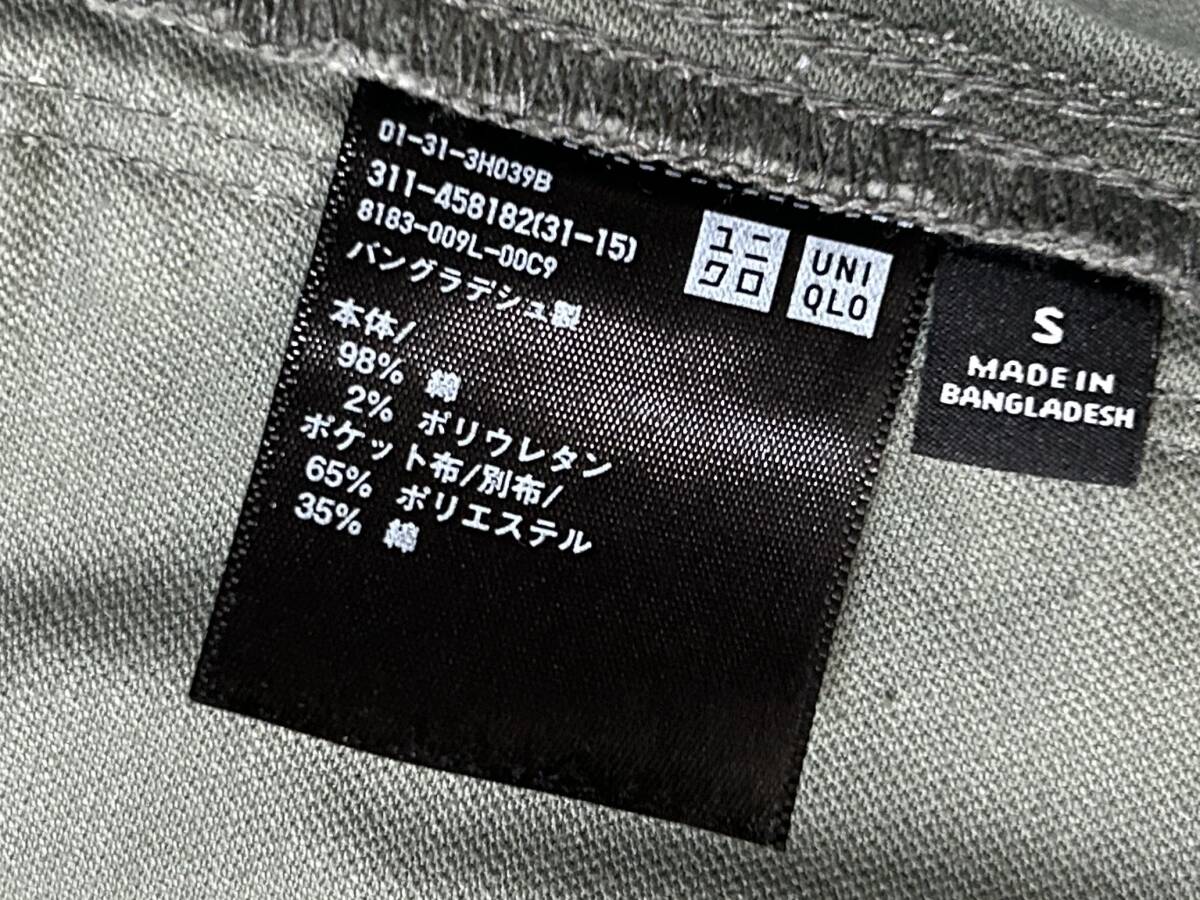 01-31-3H039B
311-458182(31-15)
8183-009L-00C9
バングラデシュ製
本体/
98% 綿
2% ポリウレタン
ポケット布/別布/
65% ポリエステル
35% 綿
ユニ
クロ
UNI
QLO
S
MADE IN
BANGLADESH